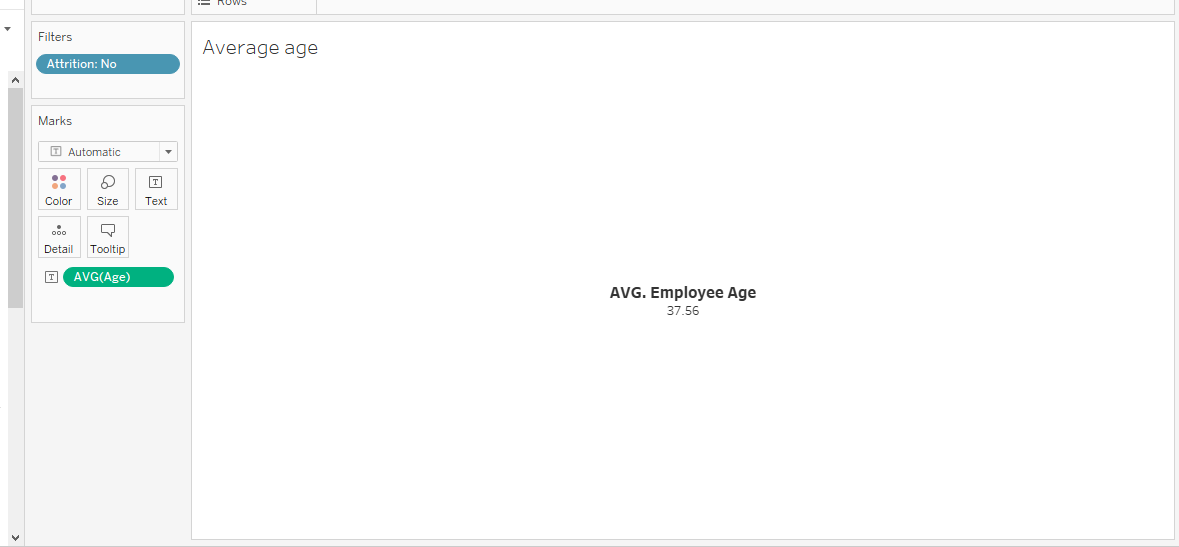 Rows
Filters
Attrition: No
Marks
Automatic
Color
Size
Text
Detail
Tooltip
AVG(Age)
Average age
AVG. Employee Age
37.56